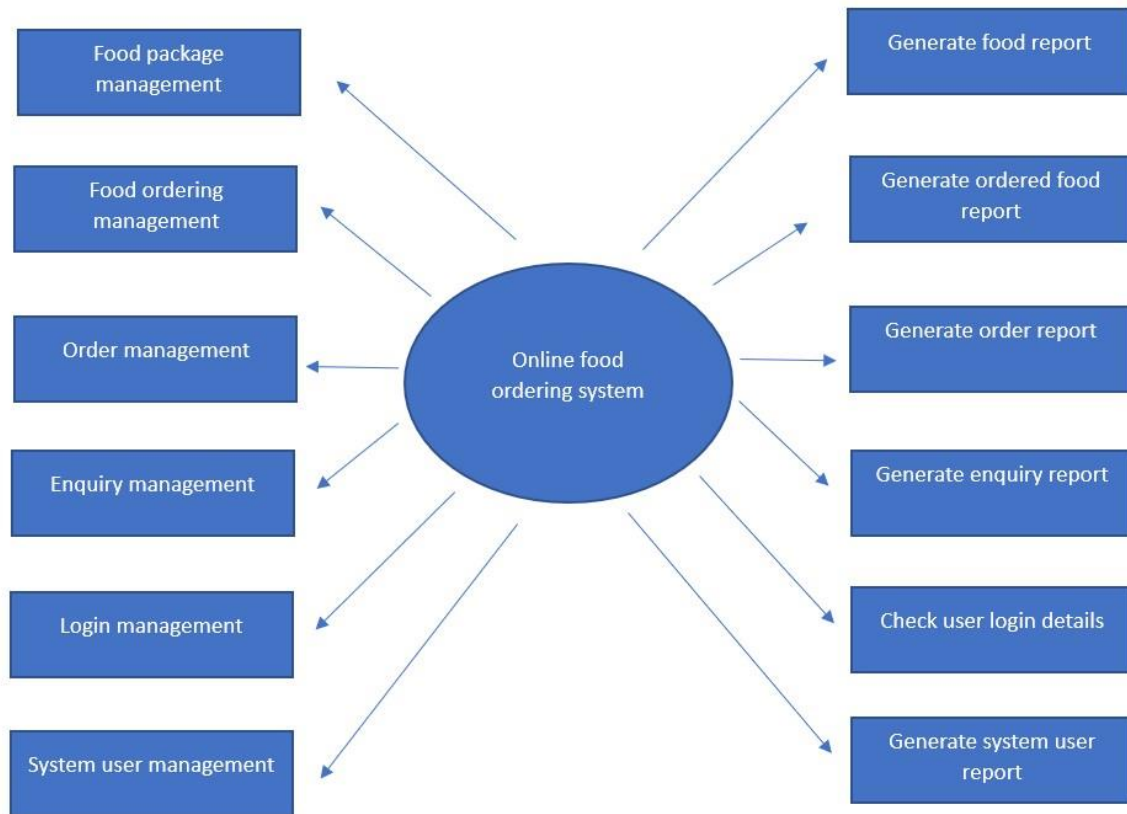 Food package
management
Food ordering
management
Order management
Enquiry management
Login management
System user management
Online food
ordering system
Generate food report
Generate ordered food
report
Generate order report
Generate enquiry report
Check user login details
Generate system user
report